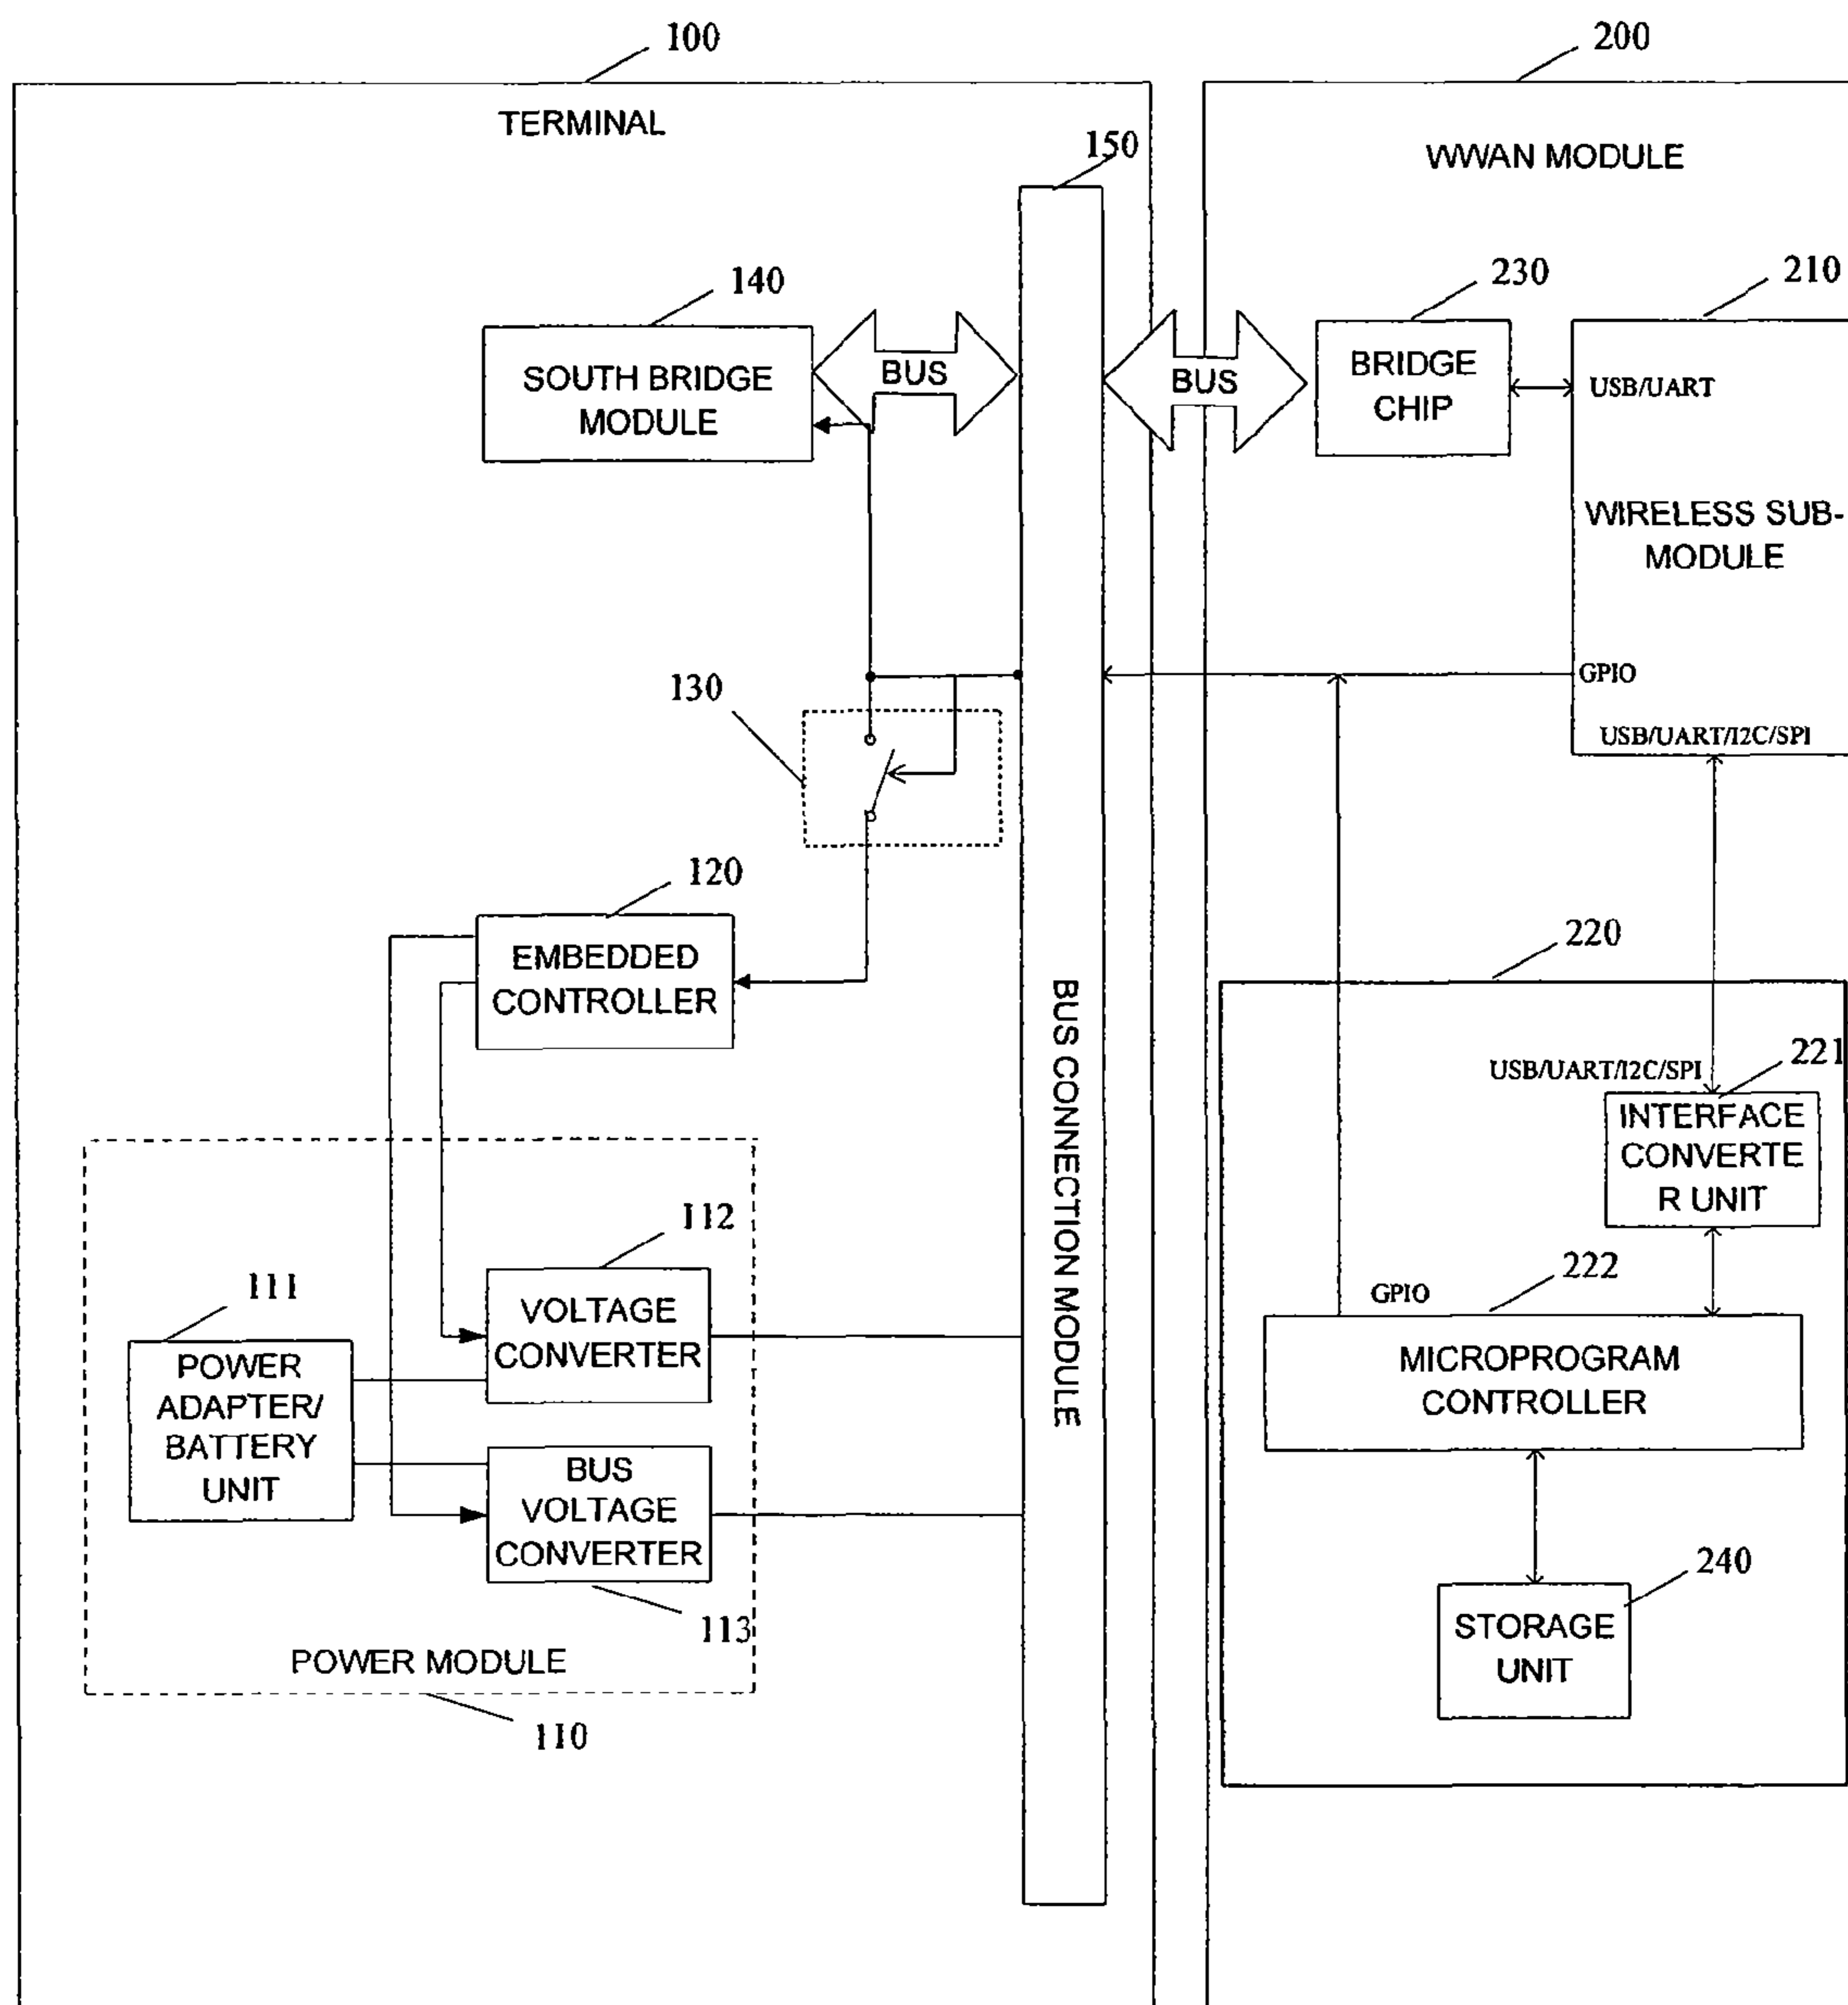 100
200
TERMINAL
150
WWAN MODULE
140
230
210
SOUTH BRIDGE
MODULE
BUS
BUS
BRIDGE
CHIP
USB/UART
WIRELESS SUB-
MODULE
130
GPIO
USB/UART/I2C/SPI
120
220
EMBEDDED
CONTROLLER
BUS CONNECTION MODULE
USB/UART/I2C/SPI
221
INTERFACE
CONVERTE
R UNIT
112
111
222
GPIO
VOLTAGE
CONVERTER
POWER
ADAPTER/
BATTERY
UNIT
MICROPROGRAM
CONTROLLER
BUS
VOLTAGE
CONVERTER
240
113
STORAGE
UNIT
POWER MODULE
110